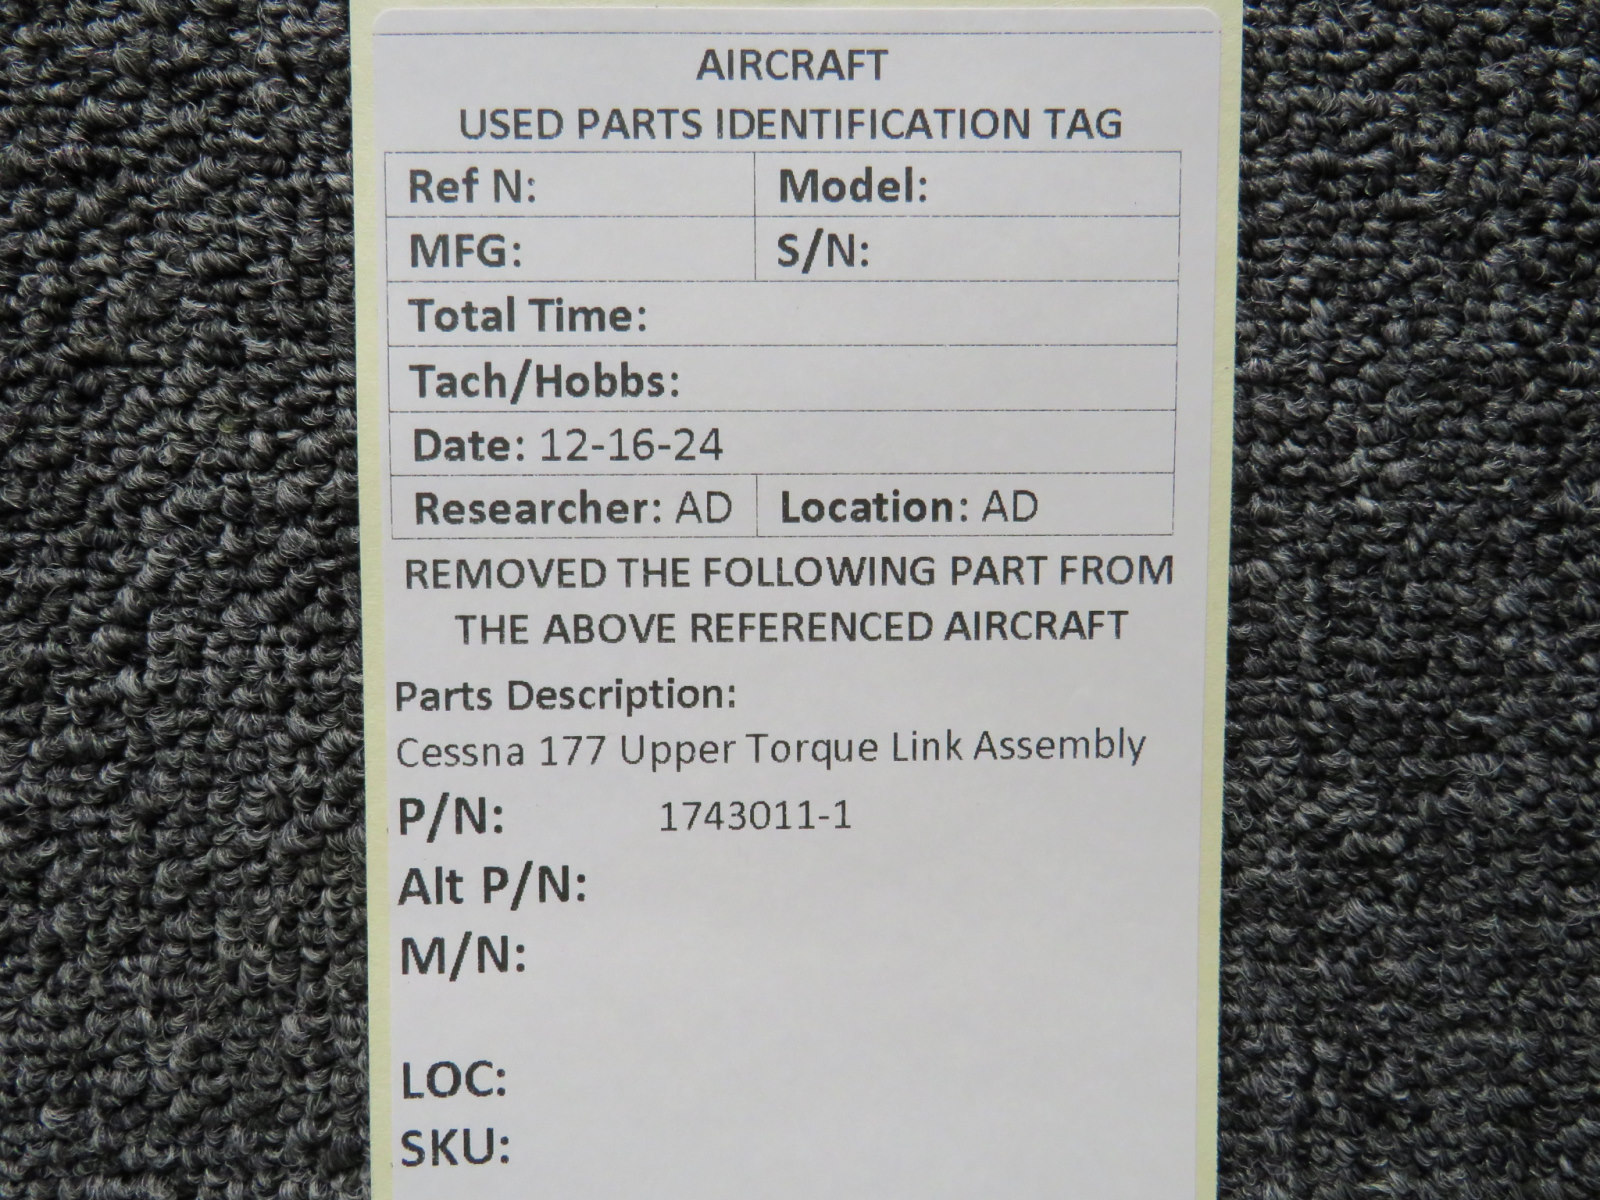 AIRCRAFT
USED PARTS IDENTIFICATION TAG
Ref N: Model:
MFG: S/N:
Total Time:
Tach/Hobbs:
Date: 12-16-24
Researcher: AD Location: AD
REMOVED THE FOLLOWING PART FROM
THE ABOVE REFERENCED AIRCRAFT
Parts Description:
Cessna 177 Upper Torque Link Assembly
P/N: 1743011-1
Alt P/N:
M/N:
LOC:
SKU: